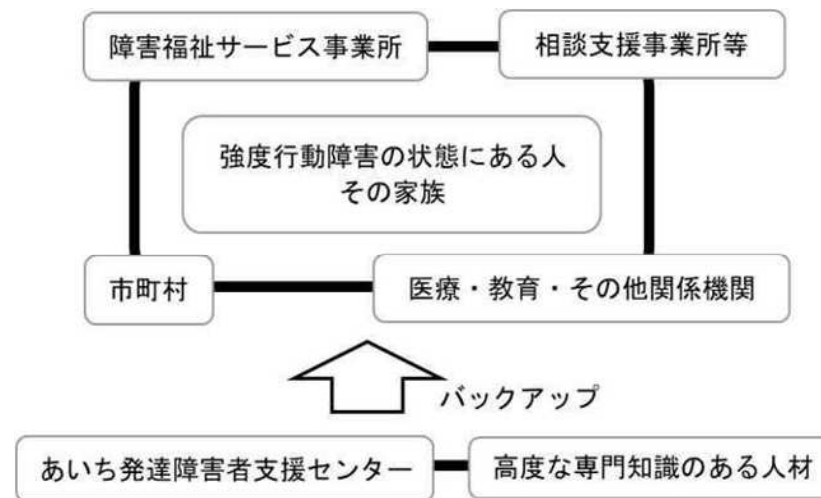 障害福祉サービス事業所
相談支援事業所等
強度行動障害の状態にある人
その家族
市町村
医療・教育・その他関係機関
バックアップ
あいち発達障害者支援センター
高度な専門知識のある人材